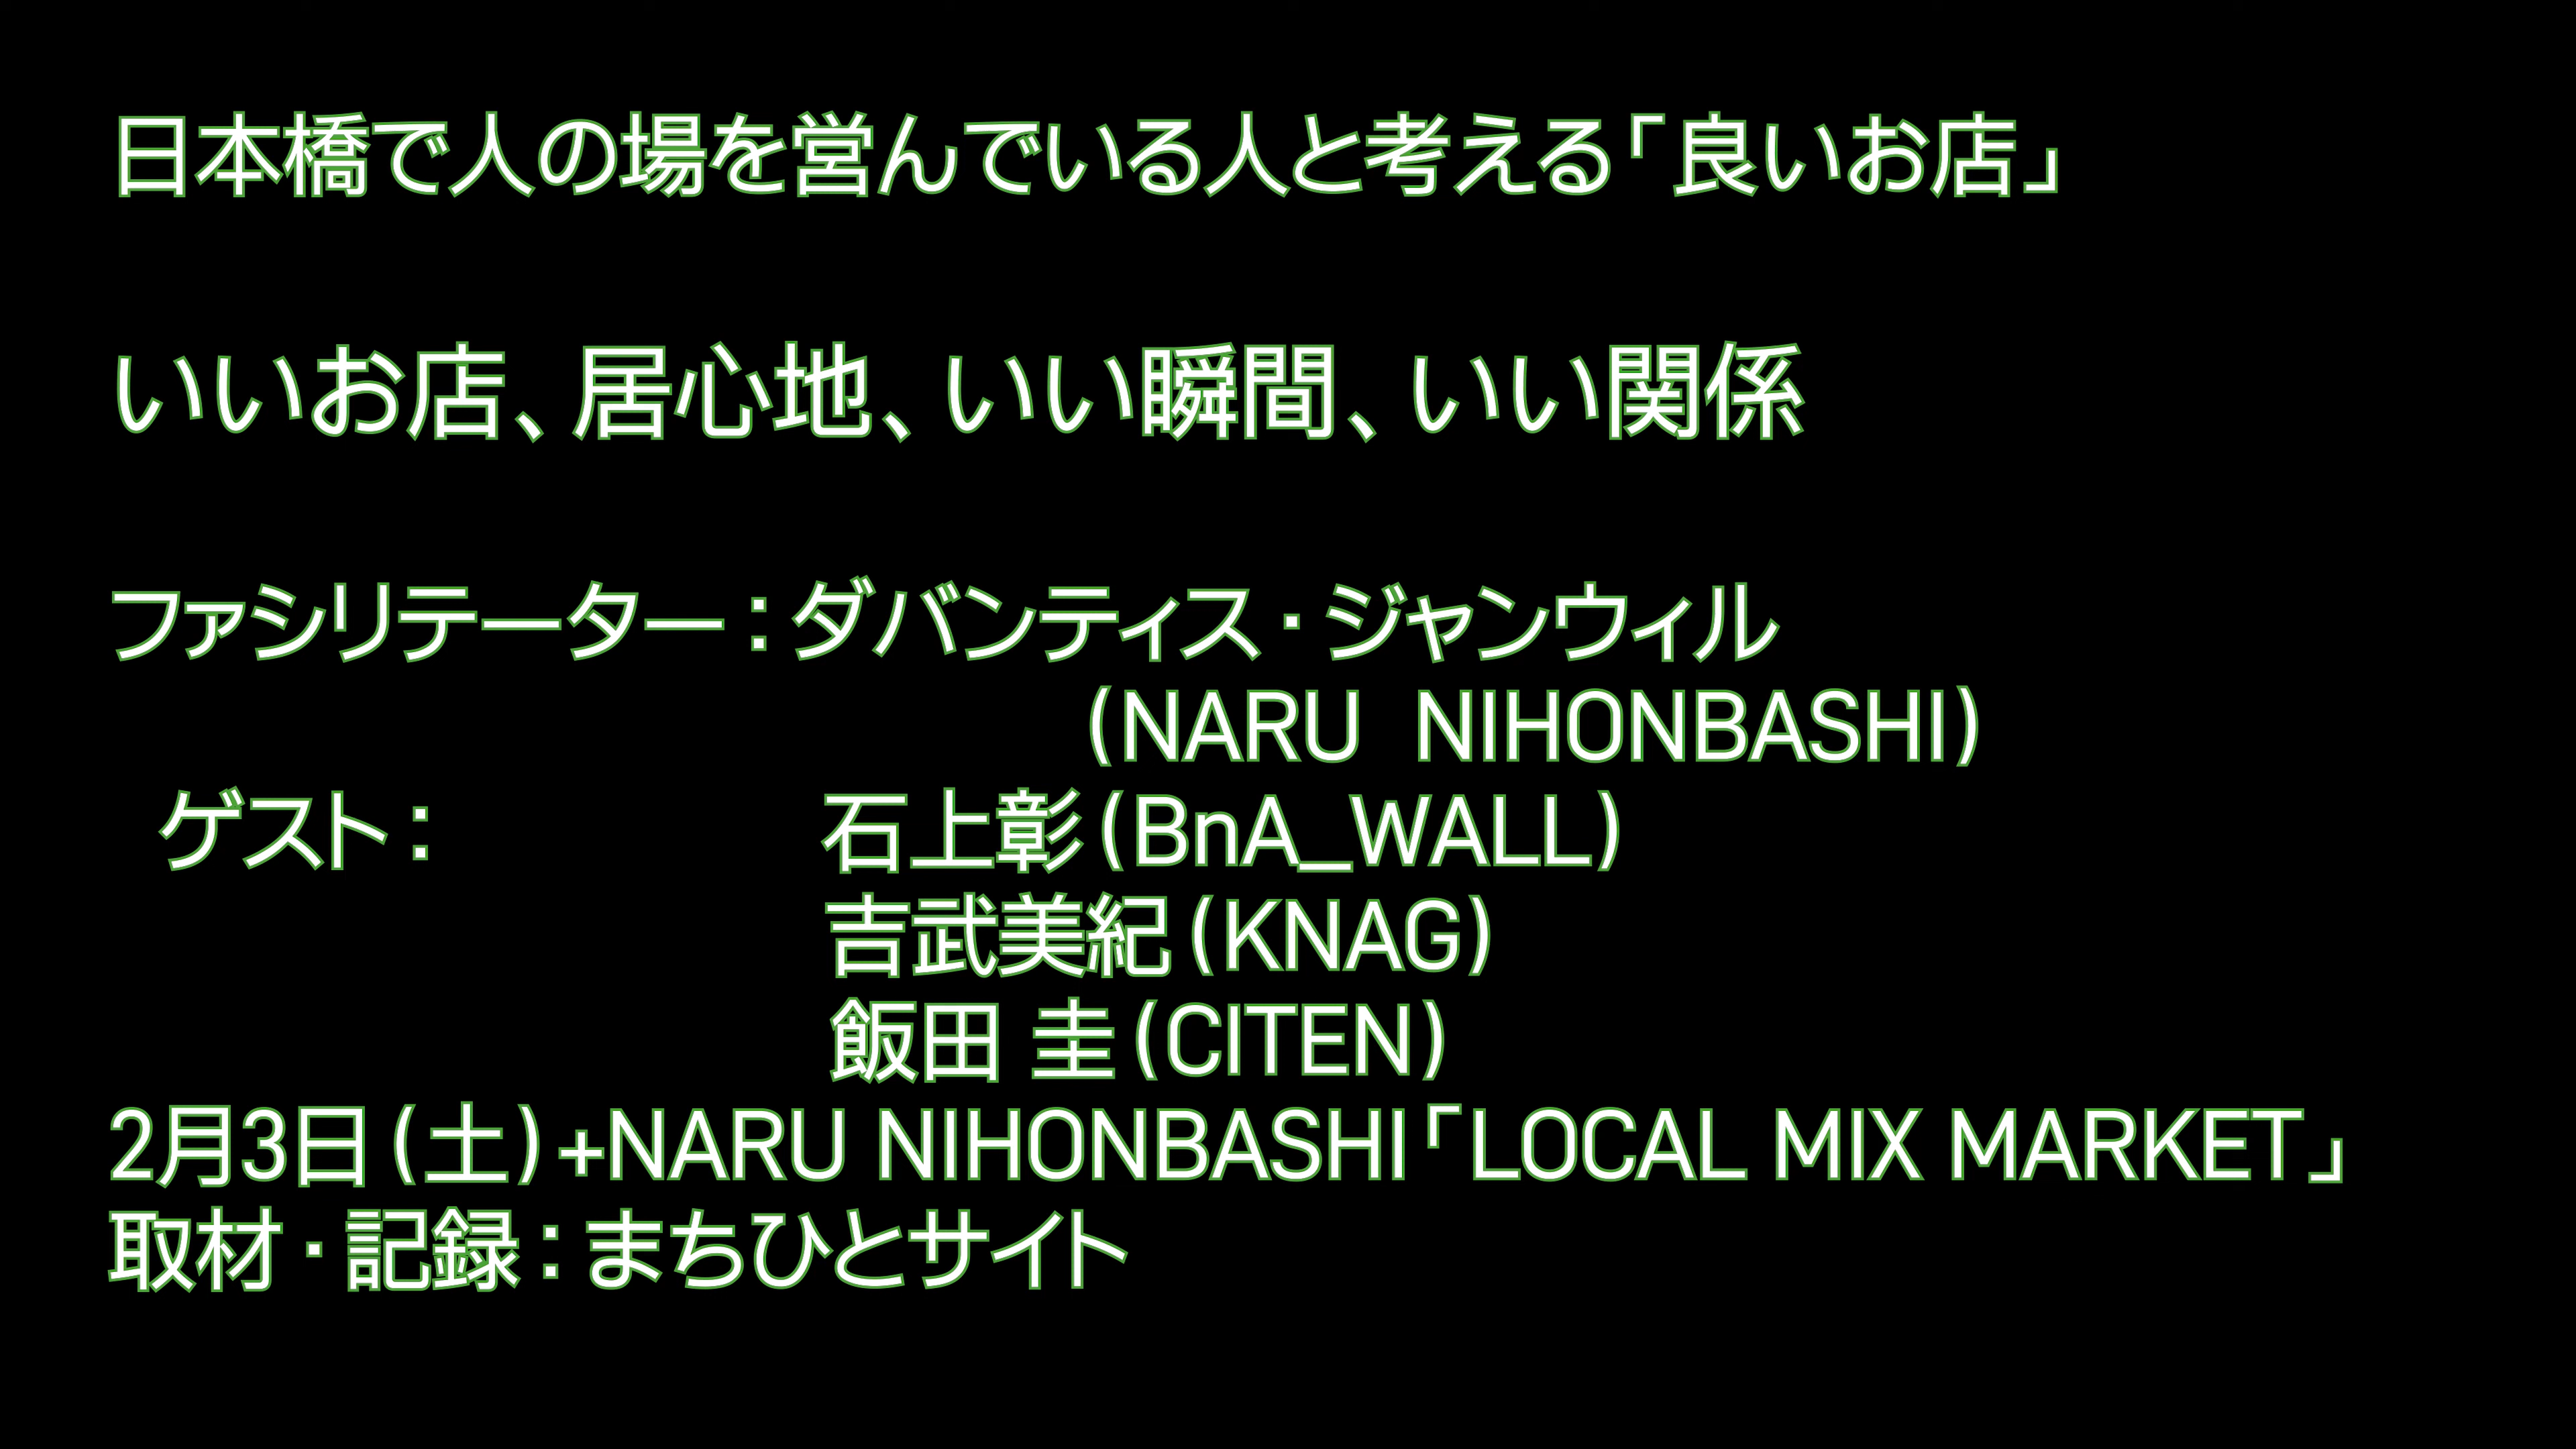 日本橋で人の場を営んでいる人と考える「良いお店」
いいお店、居心地、いい瞬間、いい関係
ファシリテーター：ダバンティス・ジャンウィル
(NARU NIHONBASHI)
ゲスト： 石上彰(BnA_WALL)
吉武美紀(KNAG)
飯田 圭(CITEN)
2月3日(土)+NARU NIHONBASHI「LOCAL MIX MARKET」
取材・記録：まちひとサイト